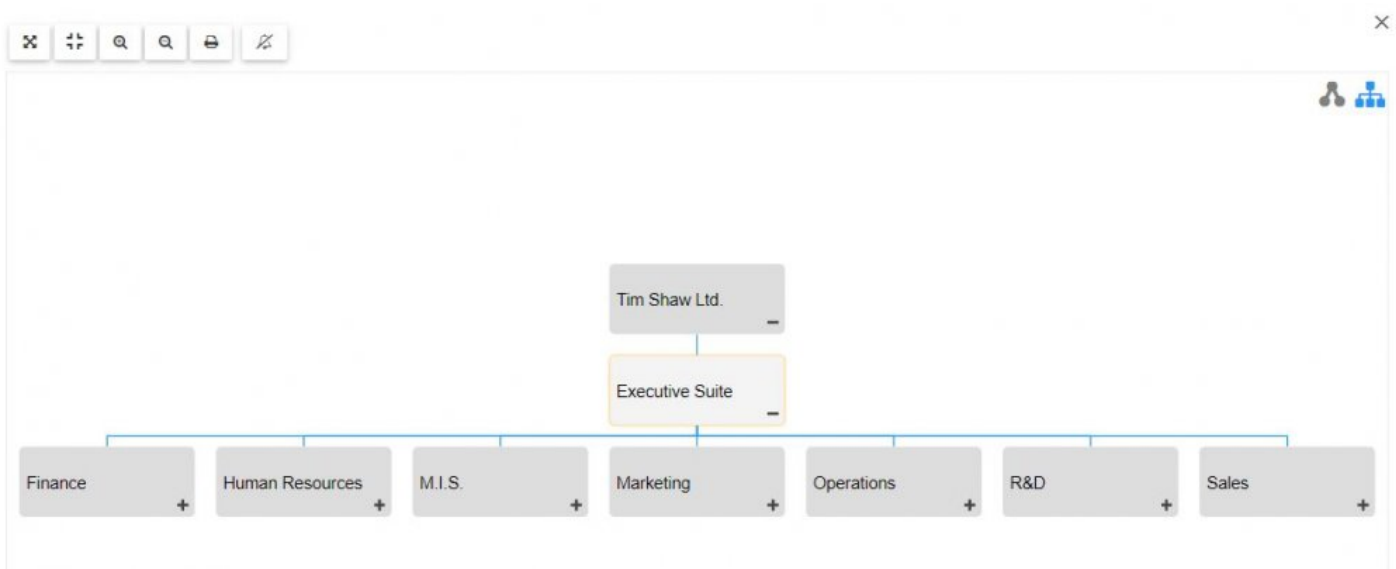 Tim Shaw Ltd.
Executive Suite
Finance
Human Resources
M.I.S.
Marketing
Operations
R&D
Sales